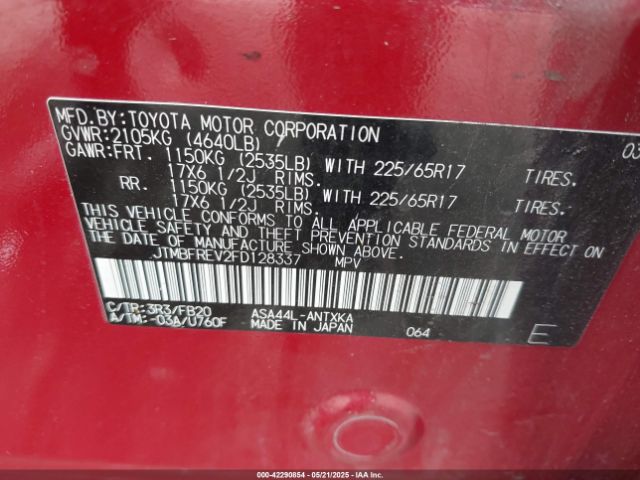 MFD.BY:TOYOTA MOTOR CORPORATION 03
GVWR:2105KG (4640LB)
GAWR:FRT. 1150KG (2535LB) WITH 225/65R17 TIRES.
17X6 1/2J RIMS.
RR. 1150KG (2535LB) WITH 225/65R17 TIRES.
17X6 1/2J RIMS.
THIS VEHICLE CONFORMS TO ALL APPLICABLE FEDERAL MOTOR
VEHICLE SAFETY AND THEFT PREVENTION STANDARDS IN EFFECT ON
THE DATE OF MANUFACTURE SHOWN ABOVE.
JTMBFREV2FD128337 MPV
C/TR:3R3/FB20 ASA44L-ANTXKA
A/TM:-03A/U760F MADE IN JAPAN 064 E
000-42290854 - 05/21/2025 - IAA, Inc.